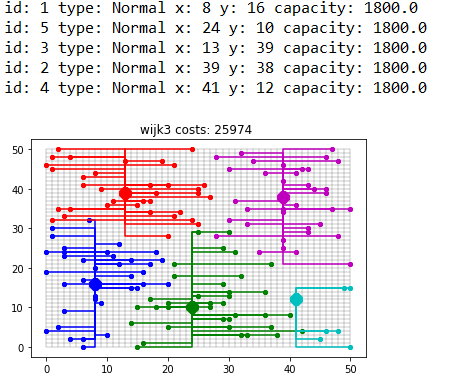 id: 1 type: Normal x: 8 y: 16 capacity: 1800.0
id: 5 type: Normal x: 24 y: 10 capacity: 1800.0
id: 3 type: Normal x: 13 y: 39 capacity: 1800.0
id: 2 type: Normal x: 39 y: 38 capacity: 1800.0
id: 4 type: Normal x: 41 y: 12 capacity: 1800.0
wijk3 costs: 25974
50
40
30
20
10
0
0 10 20 30 40 50